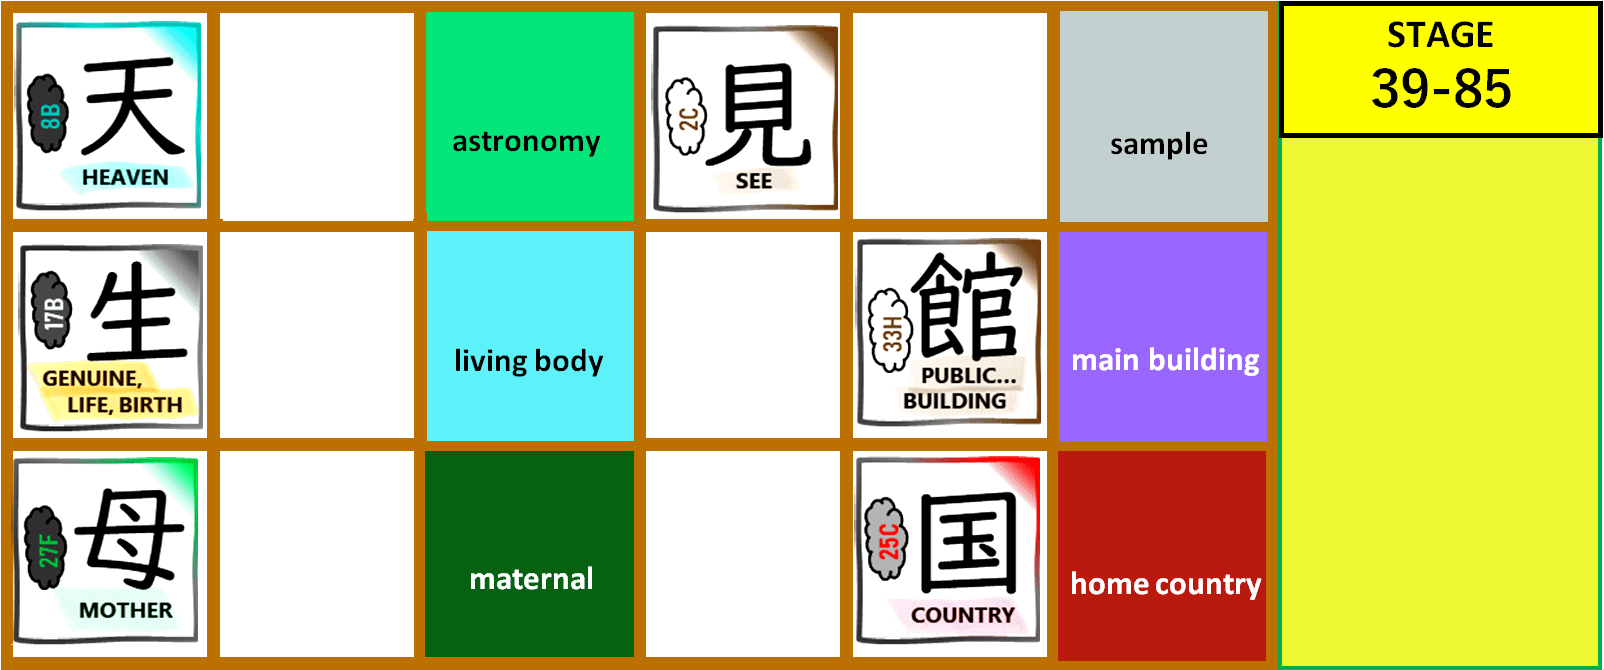 8B
天
HEAVEN
astronomy
2C
見
SEE
sample
STAGE
39-85
17B
生
GENUINE,
LIFE, BIRTH
living body
33H
館
PUBLIC...
BUILDING
main building
27F
母
MOTHER
maternal
25C
国
COUNTRY
home country